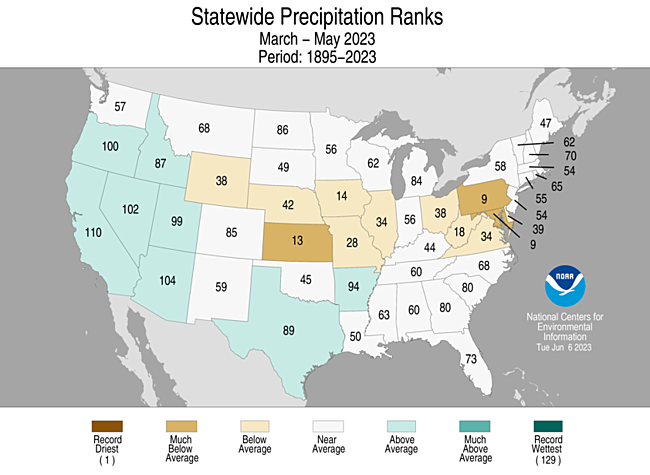 Statewide Precipitation Ranks
March – May 2023
Period: 1895–2023
57
47
68
86
56
62
100
62
70
87
49
58
54
84
65
38
14
38
9
55
42
54
102
34
39
99
56
18
110
85
13
28
34
9
44
68
60
104
94
45
80
59
63
60
80
89
50
73
NOAA
National Centers for
Environmental
Information
Tue Jun 6 2023
Record
Driest
( 1 )
Much
Below
Average
Below
Average
Near
Average
Above
Average
Much
Above
Average
Record
Wettest
( 129 )